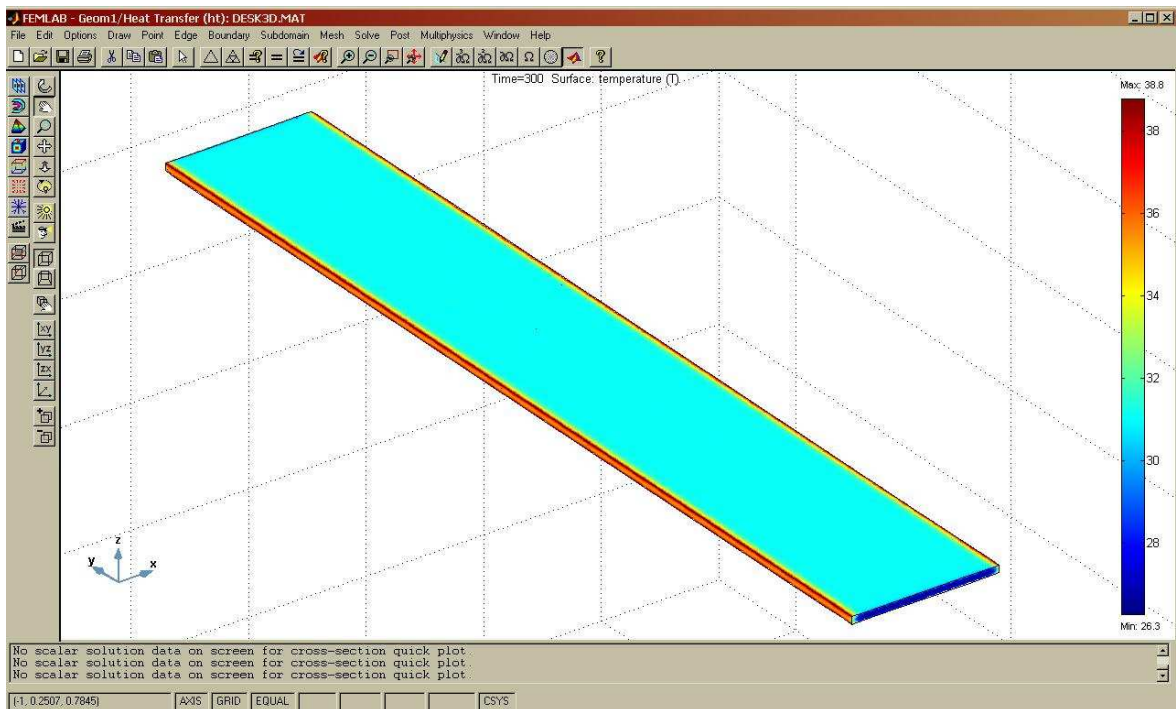 FEMLAB - Geom1/Heat Transfer (ht): DESK3D.MAT
File Edit Options Draw Point Edge Boundary Subdomain Mesh Solve Post Multiphysics Window Help
Time=300 Surface: temperature (T)
Max: 38.8
38
36
34
32
30
28
Min: 26.3
xy
yz
zx
z
y
x
No scalar solution data on screen for cross-section quick plot
No scalar solution data on screen for cross-section quick plot
No scalar solution data on screen for cross-section quick plot
(-1, 0.2507, 0.7845) AXIS GRID EQUAL CSYS